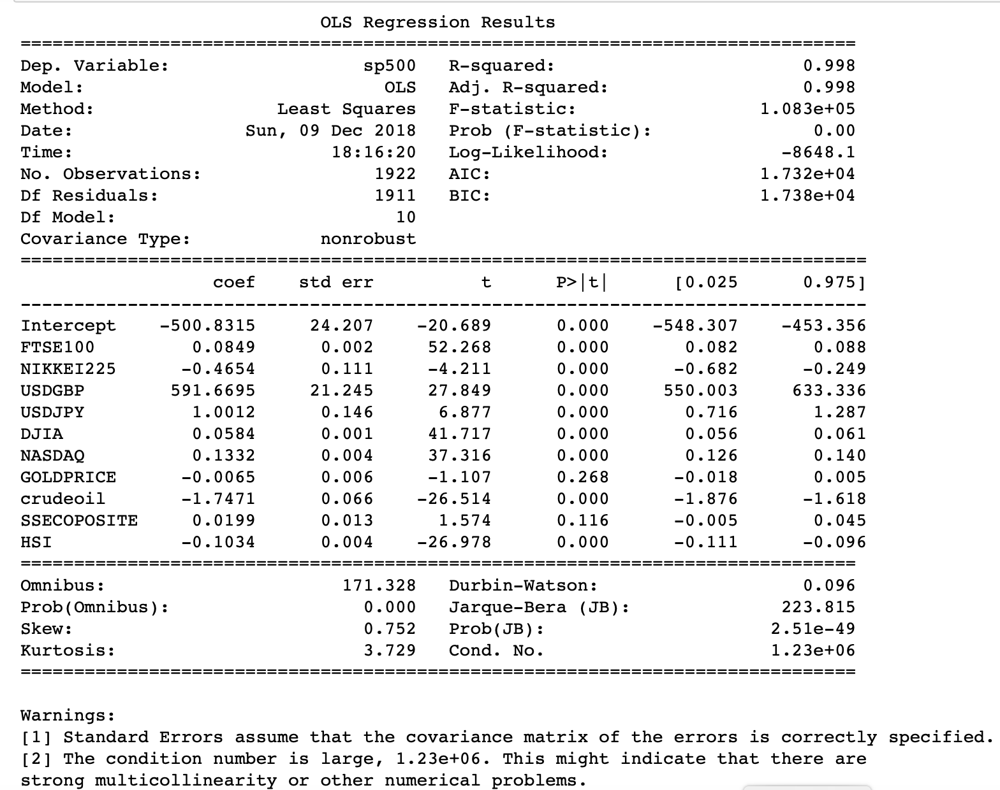 OLS Regression Results
==============================================================================
Dep. Variable: sp500 R-squared: 0.998
Model: OLS Adj. R-squared: 0.998
Method: Least Squares F-statistic: 1.083e+05
Date: Sun, 09 Dec 2018 Prob (F-statistic): 0.00
Time: 18:16:20 Log-Likelihood: -8648.1
No. Observations: 1922 AIC: 1.732e+04
Df Residuals: 1911 BIC: 1.738e+04
Df Model: 10
Covariance Type: nonrobust
===============================================================================
coef std err t P>|t| [0.025 0.975]
-------------------------------------------------------------------------------
Intercept -500.8315 24.207 -20.689 0.000 -548.307 -453.356
FTSE100 0.0849 0.002 52.268 0.000 0.082 0.088
NIKKEI225 -0.4654 0.111 -4.211 0.000 -0.682 -0.249
USDGBP 591.6695 21.245 27.849 0.000 550.003 633.336
USDJPY 1.0012 0.146 6.877 0.000 0.716 1.287
DJIA 0.0584 0.001 41.717 0.000 0.056 0.061
NASDAQ 0.1332 0.004 37.316 0.000 0.126 0.140
GOLDPRICE -0.0065 0.006 -1.107 0.268 -0.018 0.005
crudeoil -1.7471 0.066 -26.514 0.000 -1.876 -1.618
SSECOPOSITE 0.0199 0.013 1.574 0.116 -0.005 0.045
HSI -0.1034 0.004 -26.978 0.000 -0.111 -0.096
==============================================================================
Omnibus: 171.328 Durbin-Watson: 0.096
Prob(Omnibus): 0.000 Jarque-Bera (JB): 223.815
Skew: 0.752 Prob(JB): 2.51e-49
Kurtosis: 3.729 Cond. No. 1.23e+06
==============================================================================
Warnings:
[1] Standard Errors assume that the covariance matrix of the errors is correctly specified.
[2] The condition number is large, 1.23e+06. This might indicate that there are
strong multicollinearity or other numerical problems.